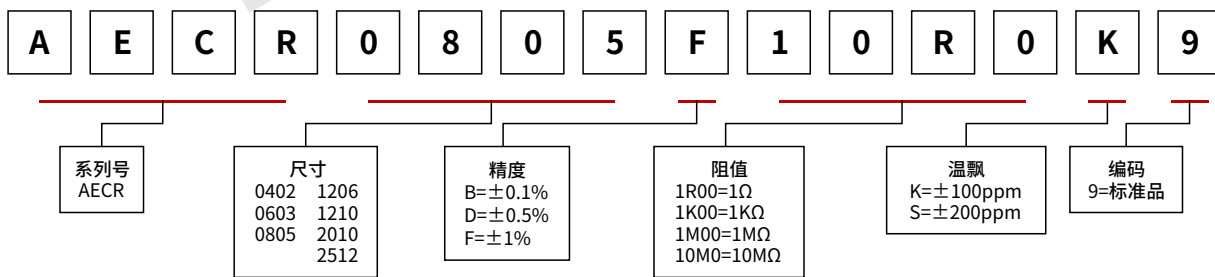 A E C R 0 8 0 5 F 1 0 R 0 K 9
系列号
AECR
尺寸
0402 1206
0603 1210
0805 2010
2512
精度
B=±0.1%
D=±0.5%
F=±1%
阻值
1R00=1Ω
1K00=1KΩ
1M00=1MΩ
10M0=10MΩ
温飘
K=±100ppm
S=±200ppm
编码
9=标准品